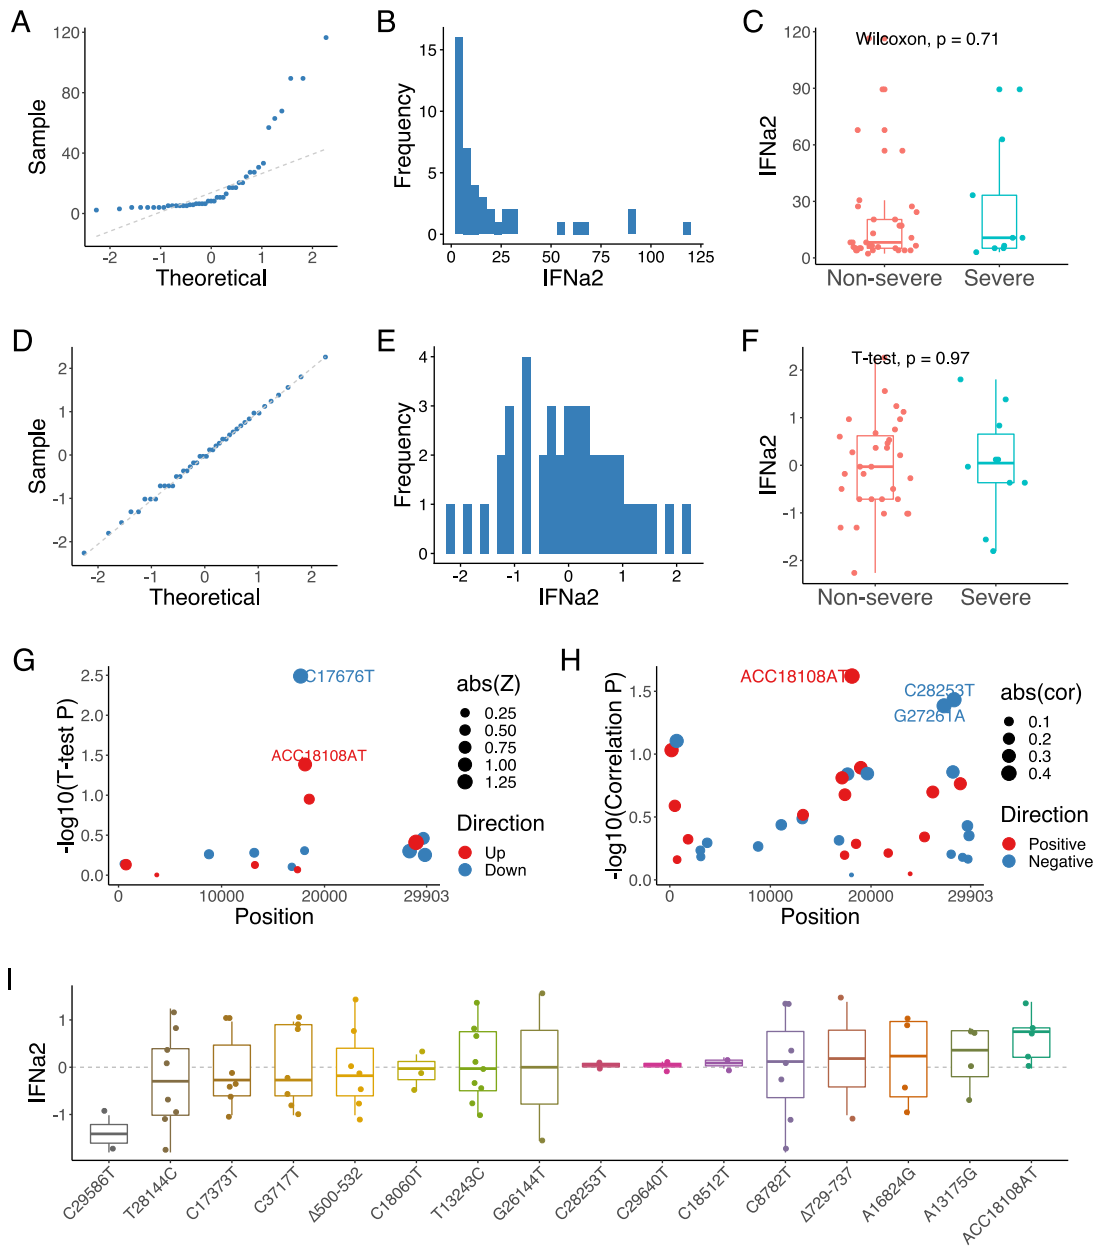 A
120
80
40
0
Sample
-2
-1
0
1
2
Theoretical
B
15
10
5
0
Frequency
0
25
50
75
100
125
IFNa2
C
120
90
60
30
0
IFNa2
Wilcoxon, p = 0.71
Non-severe
Severe
D
2
1
0
-1
-2
Sample
-2
-1
0
1
2
Theoretical
E
4
3
2
1
0
Frequency
-2
-1
0
1
2
IFNa2
F
2
1
0
-1
-2
IFNa2
T-test, p = 0.97
Non-severe
Severe
G
2.5
2.0
1.5
1.0
0.5
0.0
-log10(T-test P)
C17676T
ACC18108AT
0
10000
20000
29903
Position
abs(Z)
0.25
0.50
0.75
1.00
1.25
Direction
Up
Down
H
1.5
1.0
0.5
0.0
-log10(Correlation P)
ACC18108AT
C28253T
G27261A
0
10000
20000
29903
Position
abs(cor)
0.1
0.2
0.3
0.4
Direction
Positive
Negative
I
1
0
-1
IFNa2
C29586T
T28144C
C17373T
C3717T
Δ500-532
C18060T
T13243C
G26144T
C28253T
C29640T
C18512T
C8782T
Δ729-737
A16824G
A13175G
ACC18108AT